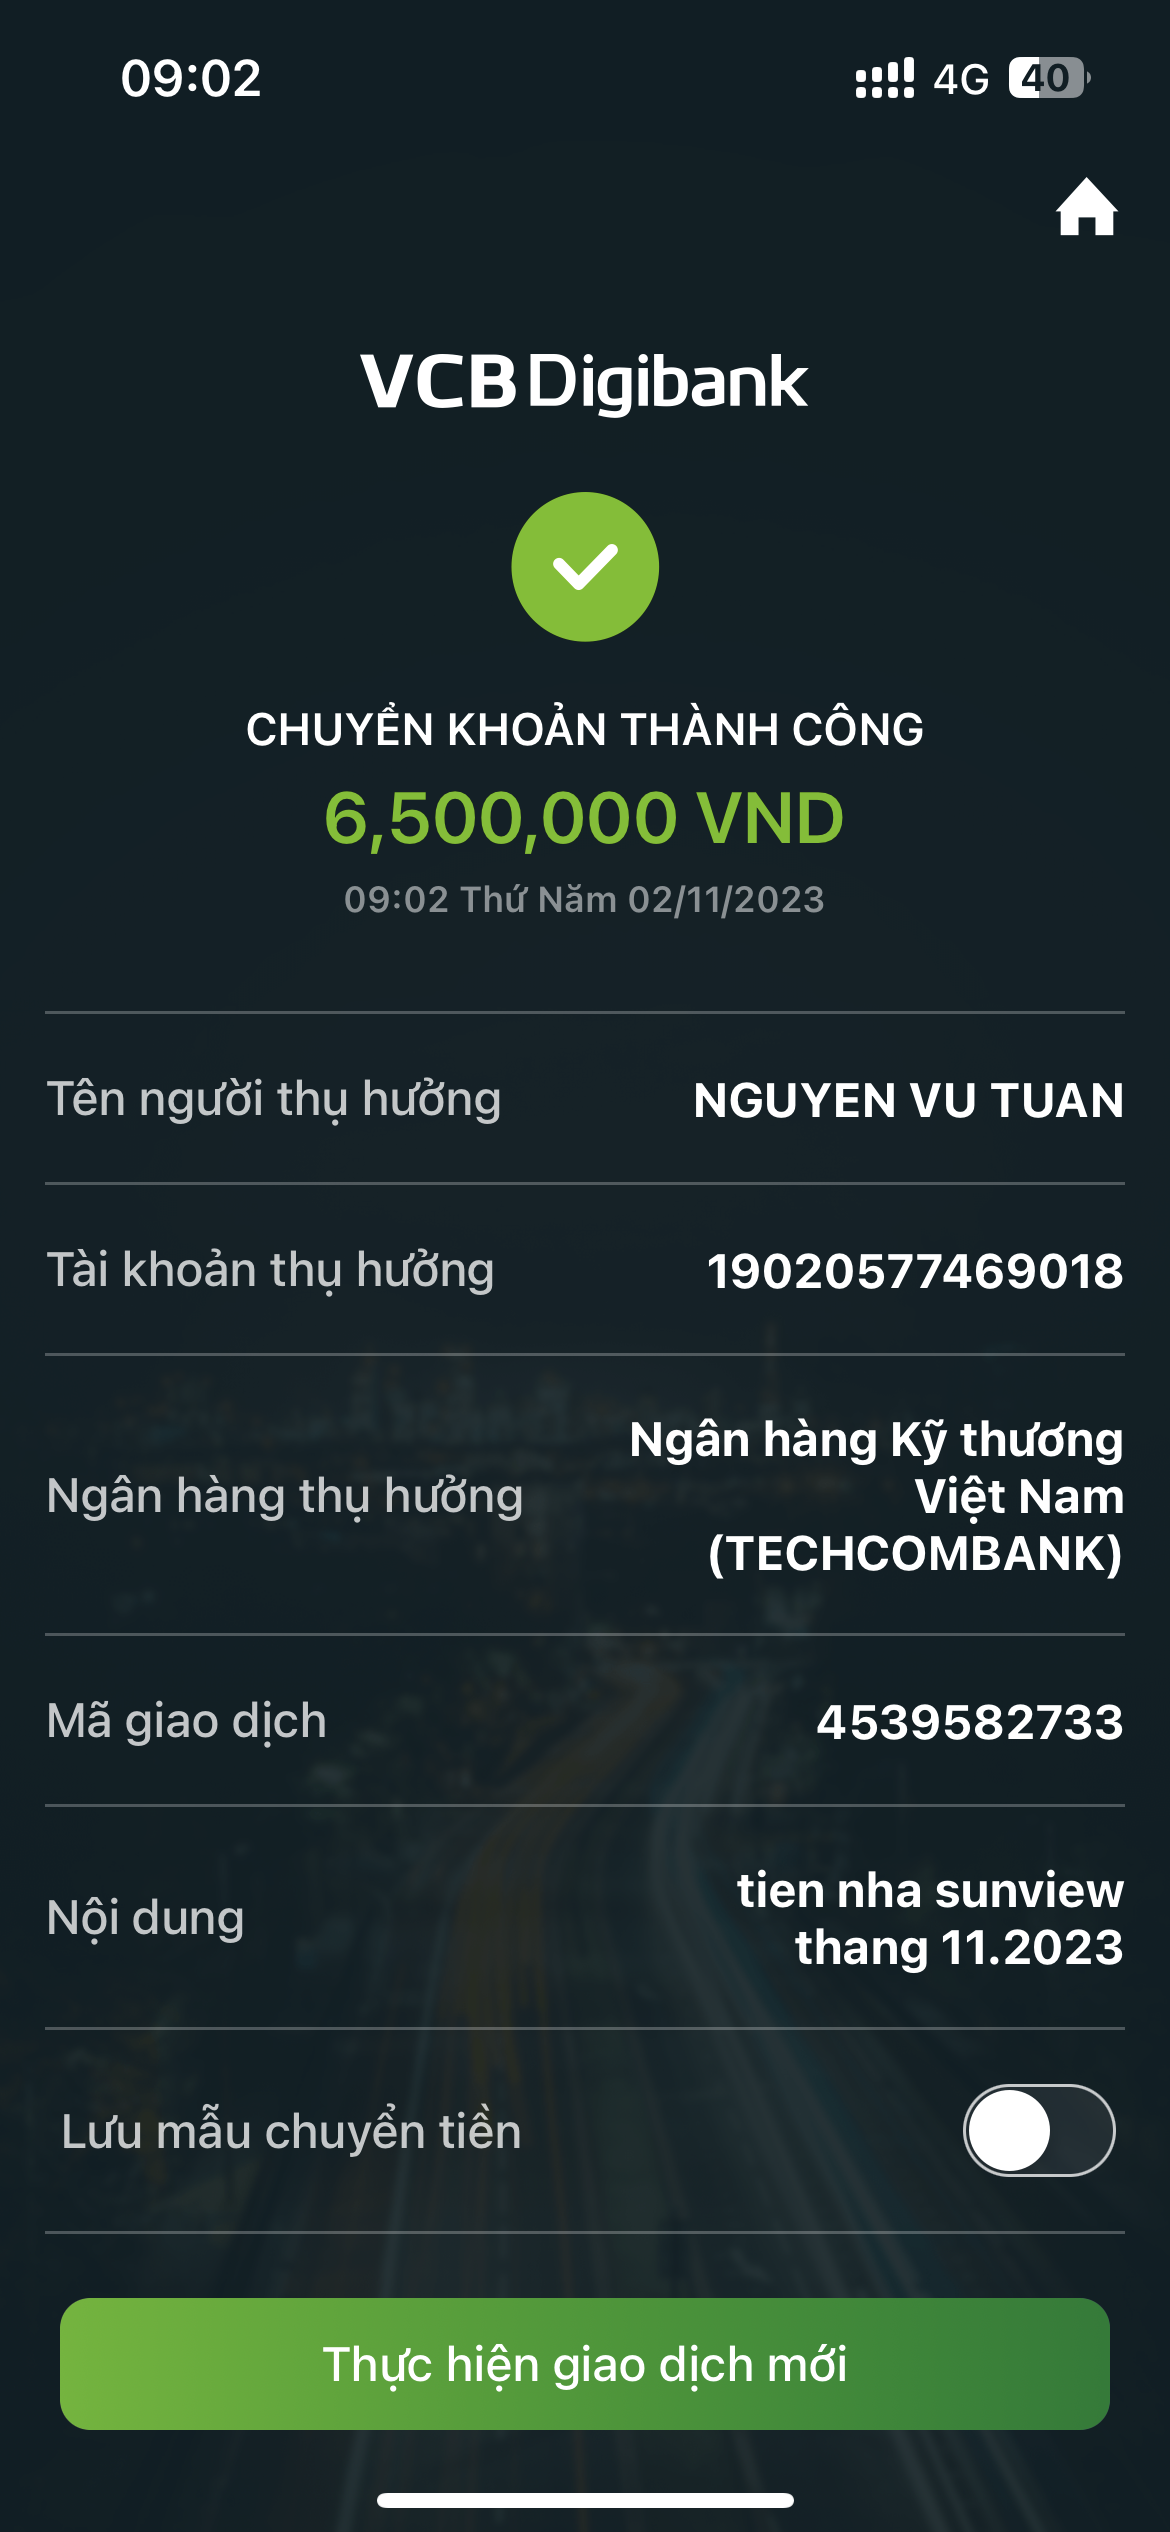 09:02 4G 40
VCB Digibank
CHUYỂN KHOẢN THÀNH CÔNG
6,500,000 VND
09:02 Thứ Năm 02/11/2023
Tên người thụ hưởng NGUYEN VU TUAN
Tài khoản thụ hưởng 19020577469018
Ngân hàng thụ hưởng Ngân hàng Kỹ thương
Việt Nam
(TECHCOMBANK)
Mã giao dịch 4539582733
Nội dung tien nha sunview
thang 11.2023
Lưu mẫu chuyển tiền
Thực hiện giao dịch mới